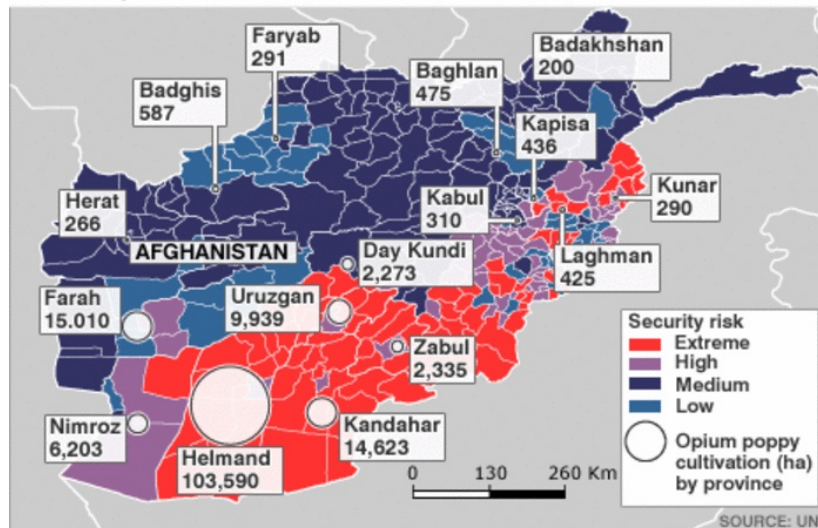 Faryab
291
Badakhshan
200
Baghlan
475
Badghis
587
Kapisa
436
Herat
266
Kabul
310
Kunar
290
AFGHANISTAN
Day Kundi
2,273
Laghman
425
Farah
15.010
Uruzgan
9,939
Zabul
2,335
Nimroz
6,203
Helmand
103,590
Kandahar
14,623
Security risk
Extreme
High
Medium
Low
Opium poppy
cultivation (ha)
by province
0 130 260 Km
SOURCE: UN